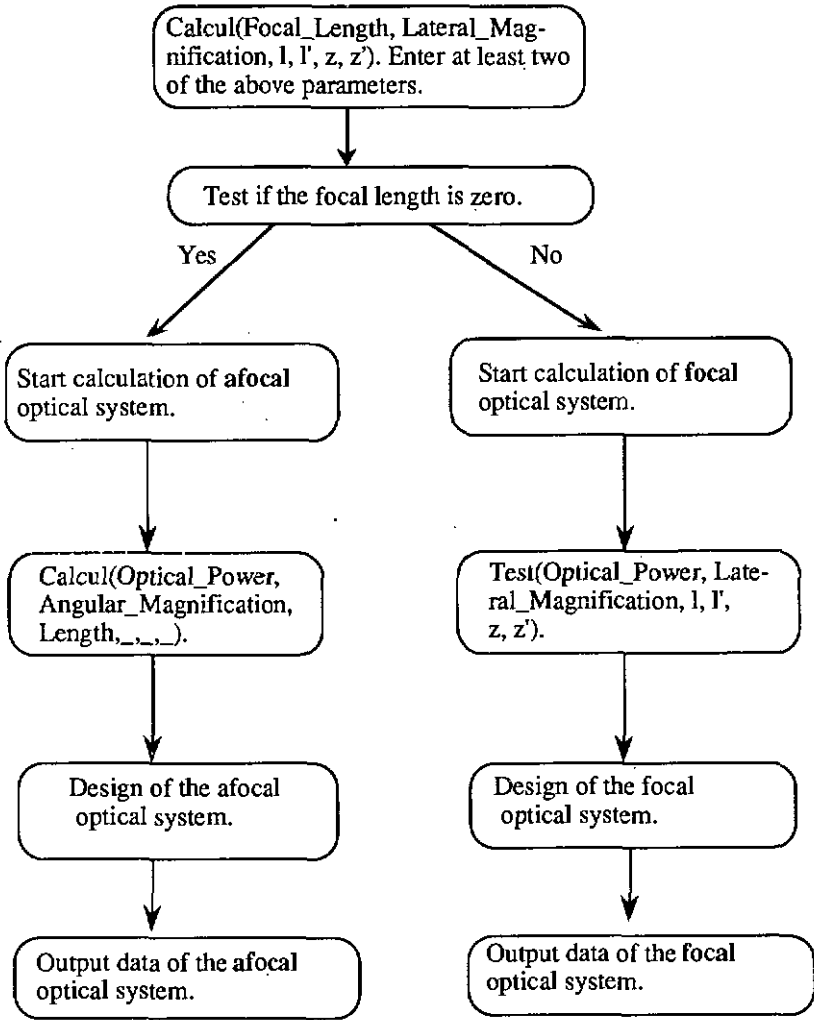 Calcul(Focal_Length, Lateral_Mag-
nification, l, l', z, z'). Enter at least two
of the above parameters.
Test if the focal length is zero.
Yes
No
Start calculation of afocal
optical system.
Start calculation of focal
optical system.
Calcul(Optical_Power,
Angular_Magnification,
Length,_,_,_).
Test(Optical_Power, Late-
ral_Magnification, l, l',
z, z').
Design of the afocal
optical system.
Design of the focal
optical system.
Output data of the afocal
optical system.
Output data of the focal
optical system.